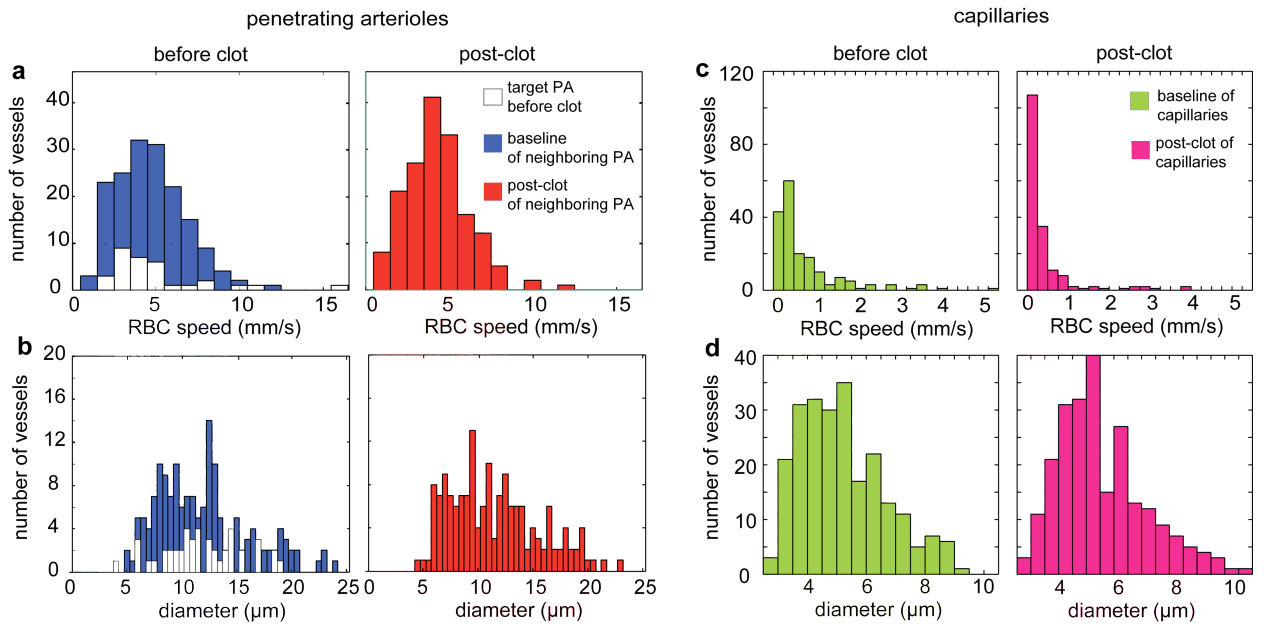 penetrating arterioles
capillaries
before clot
post-clot
before clot
post-clot
a
number of vessels
40
30
20
10
0
0
5
10
15
RBC speed (mm/s)
target PA
before clot
baseline
of neighboring PA
post-clot
of neighboring PA
0
5
10
15
RBC speed (mm/s)
c
number of vessels
120
80
40
0
0
1
2
3
4
5
RBC speed (mm/s)
baseline of
capillaries
post-clot of
capillaries
0
1
2
3
4
5
RBC speed (mm/s)
b
number of vessels
20
16
12
8
4
0
0
5
10
15
20
25
diameter (µm)
0
5
10
15
20
25
diameter (µm)
d
number of vessels
40
30
20
10
0
4
6
8
10
diameter (µm)
4
6
8
10
diameter (µm)